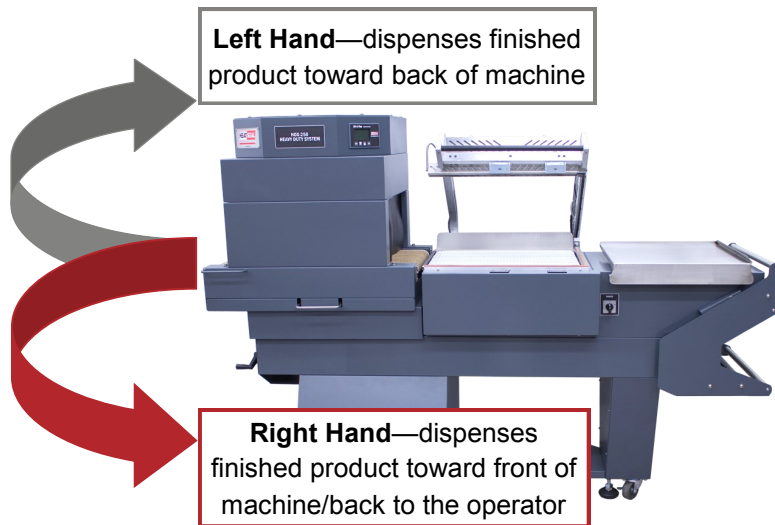 Left Hand—dispenses finished
product toward back of machine
HDD 250
HEAVY DUTY SYSTEM
Right Hand—dispenses
finished product toward front of
machine/back to the operator